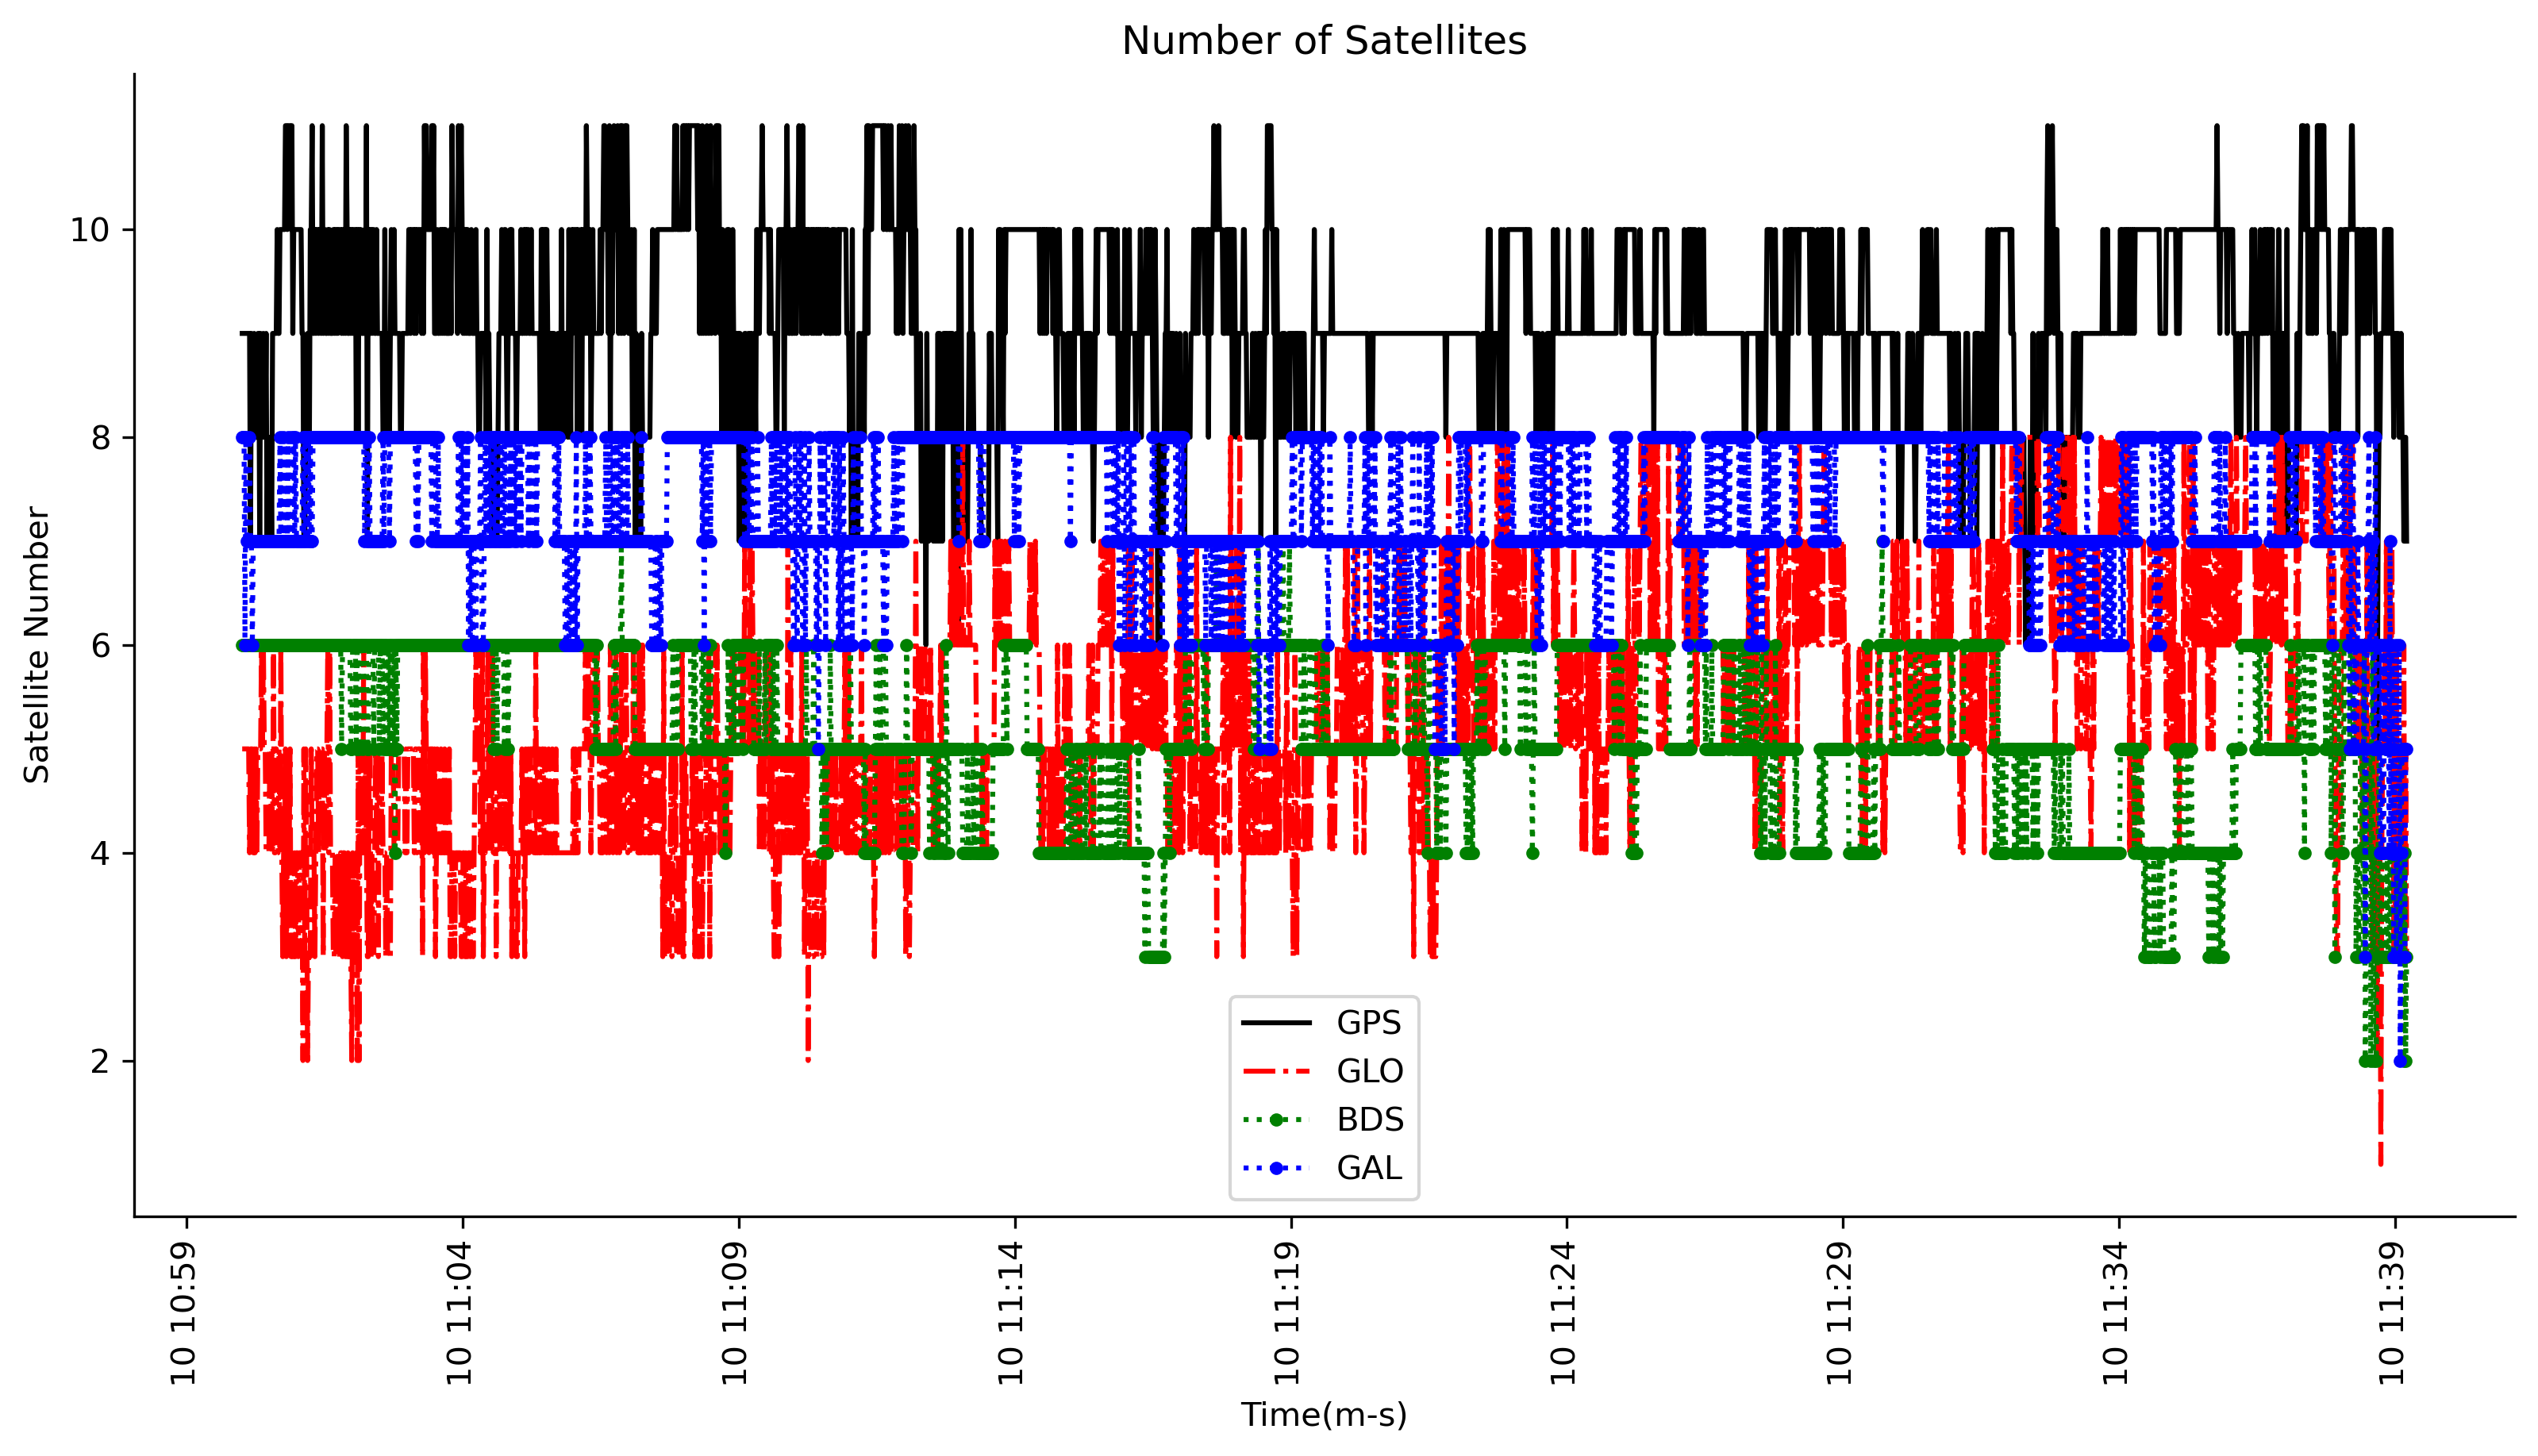 Number of Satellites
Satellite Number
10
8
6
4
2
GPS
GLO
BDS
GAL
10 10:59
10 11:04
10 11:09
10 11:14
10 11:19
10 11:24
10 11:29
10 11:34
10 11:39
Time(m-s)